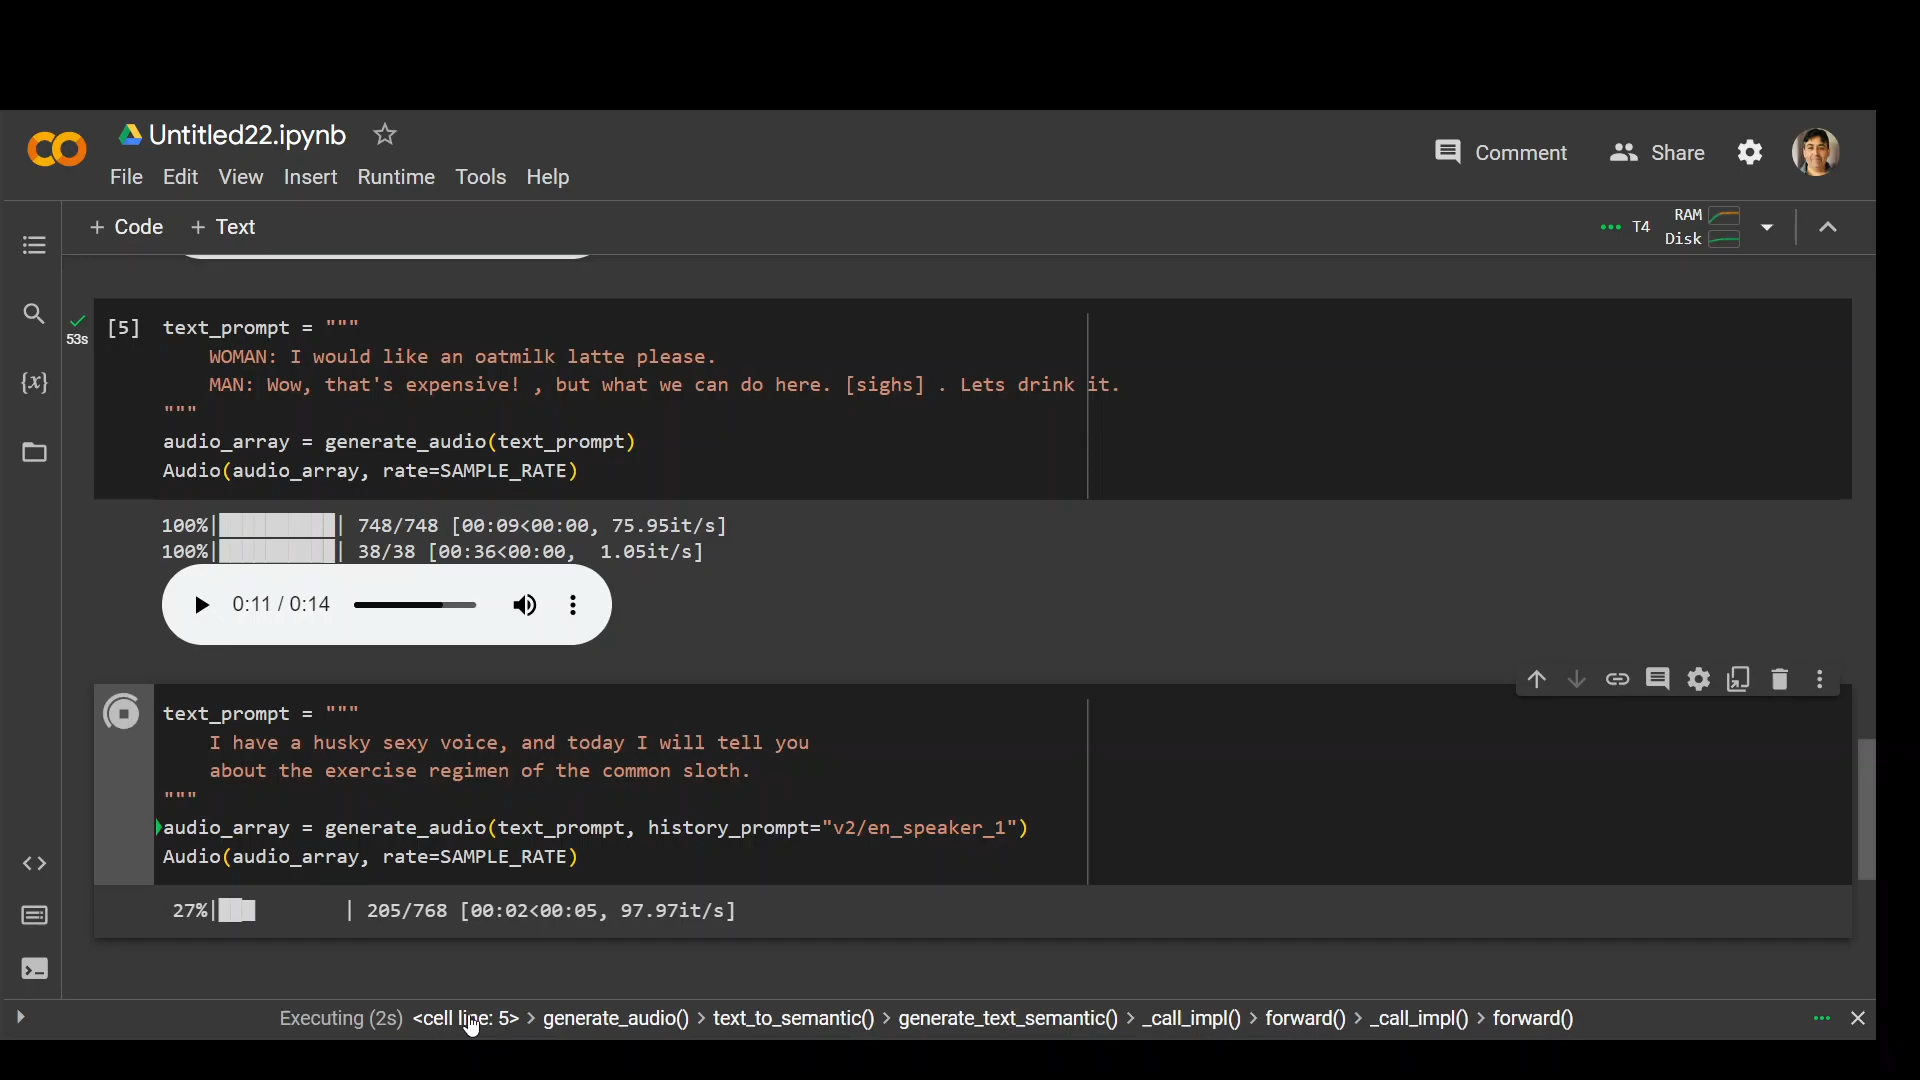 Untitled22.ipynb
File Edit View Insert Runtime Tools Help
Comment
Share
+ Code + Text
T4
RAM
Disk
53s
[5]
text_prompt = """
WOMAN: I would like an oatmilk latte please.
MAN: Wow, that's expensive! , but what we can do here. [sighs] . Lets drink it.
"""
audio_array = generate_audio(text_prompt)
Audio(audio_array, rate=SAMPLE_RATE)
100%|██████████| 748/748 [00:09<00:00, 75.95it/s]
100%|██████████| 38/38 [00:36<00:00,  1.05it/s]
0:11 / 0:14
{x}
text_prompt = """
I have a husky sexy voice, and today I will tell you
about the exercise regimen of the common sloth.
"""
audio_array = generate_audio(text_prompt, history_prompt="v2/en_speaker_1")
Audio(audio_array, rate=SAMPLE_RATE)
27%|███       | 205/768 [00:02<00:05, 97.97it/s]
Executing (2s) <cell line: 5> > generate_audio() > text_to_semantic() > generate_text_semantic() > _call_impl() > forward() > _call_impl() > forward()